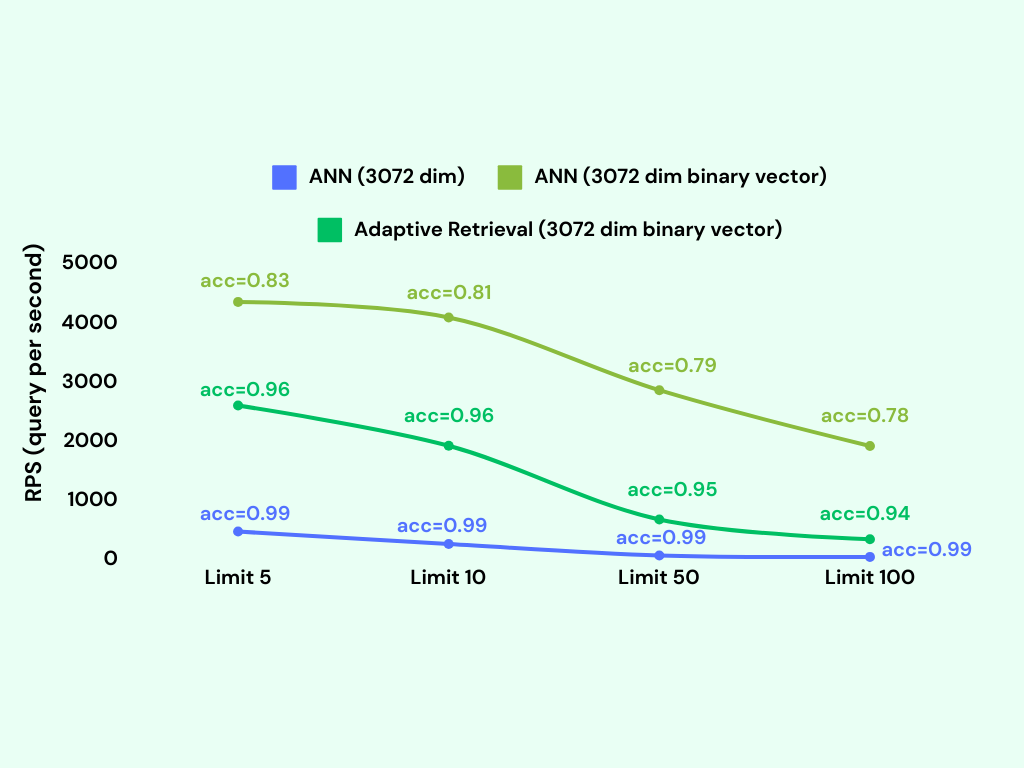 ANN (3072 dim)
ANN (3072 dim binary vector)
Adaptive Retrieval (3072 dim binary vector)
RPS (query per second)
5000
4000
3000
2000
1000
0
acc=0.83
acc=0.81
acc=0.79
acc=0.78
acc=0.96
acc=0.96
acc=0.95
acc=0.94
acc=0.99
acc=0.99
acc=0.99
acc=0.99
Limit 5
Limit 10
Limit 50
Limit 100